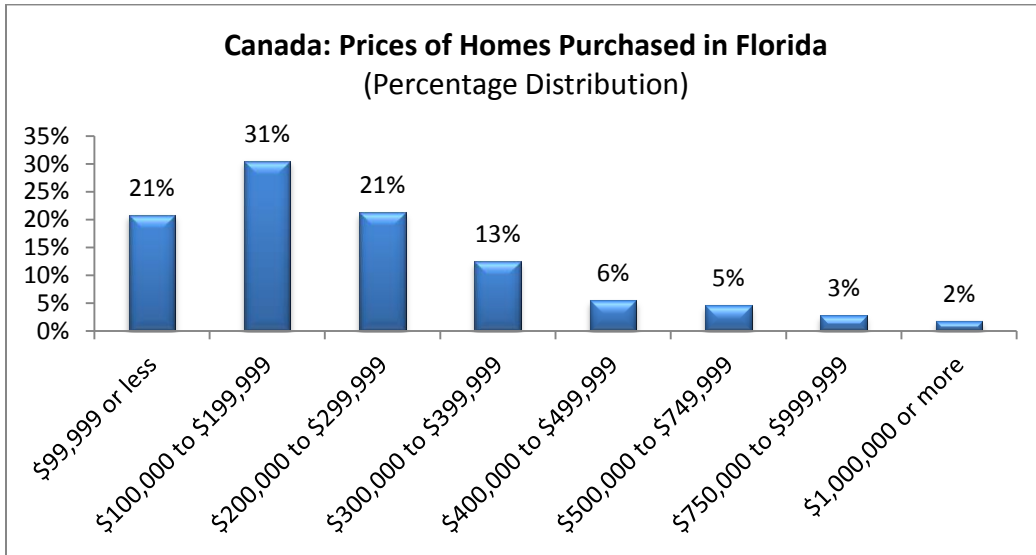 Canada: Prices of Homes Purchased in Florida
(Percentage Distribution)
35%
30%
25%
20%
15%
10%
5%
0%
21%
31%
21%
13%
6%
5%
3%
2%
$99,999 or less
$100,000 to $199,999
$200,000 to $299,999
$300,000 to $399,999
$400,000 to $499,999
$500,000 to $749,999
$750,000 to $999,999
$1,000,000 or more